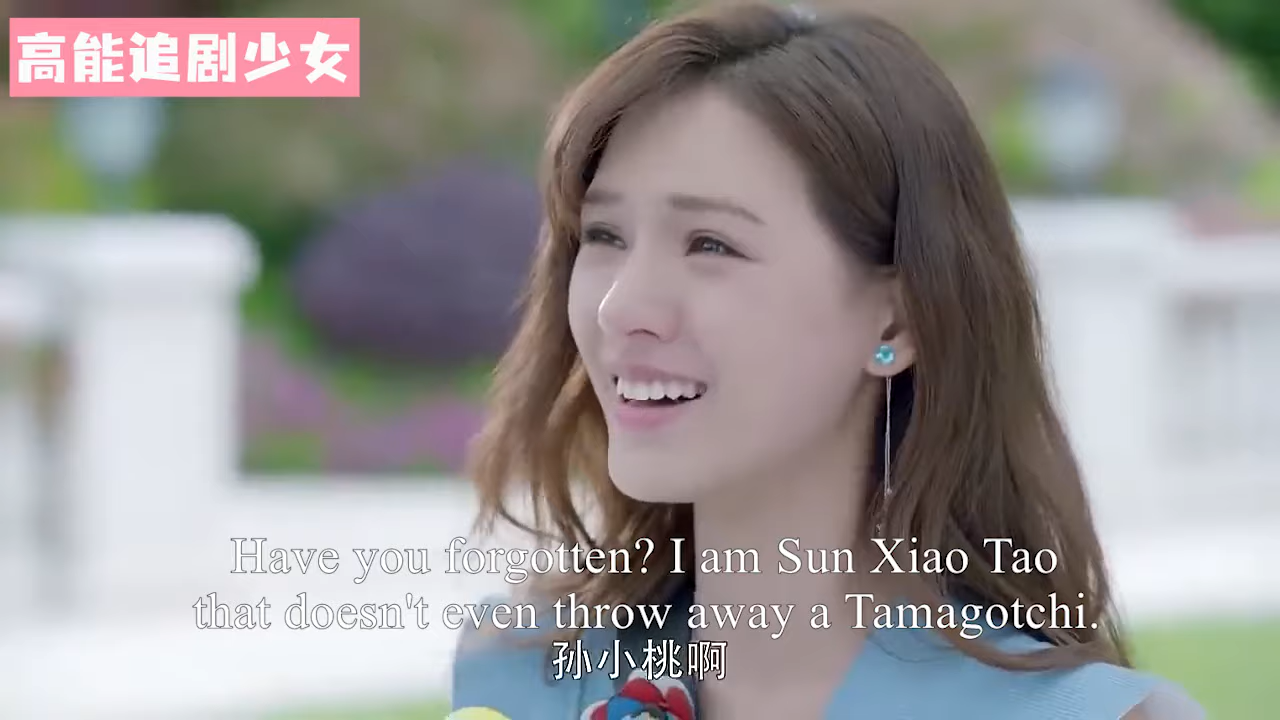 高能追剧少女
Have you forgotten? I am Sun Xiao Tao
that doesn't even throw away a Tamagotchi.
孙小桃啊